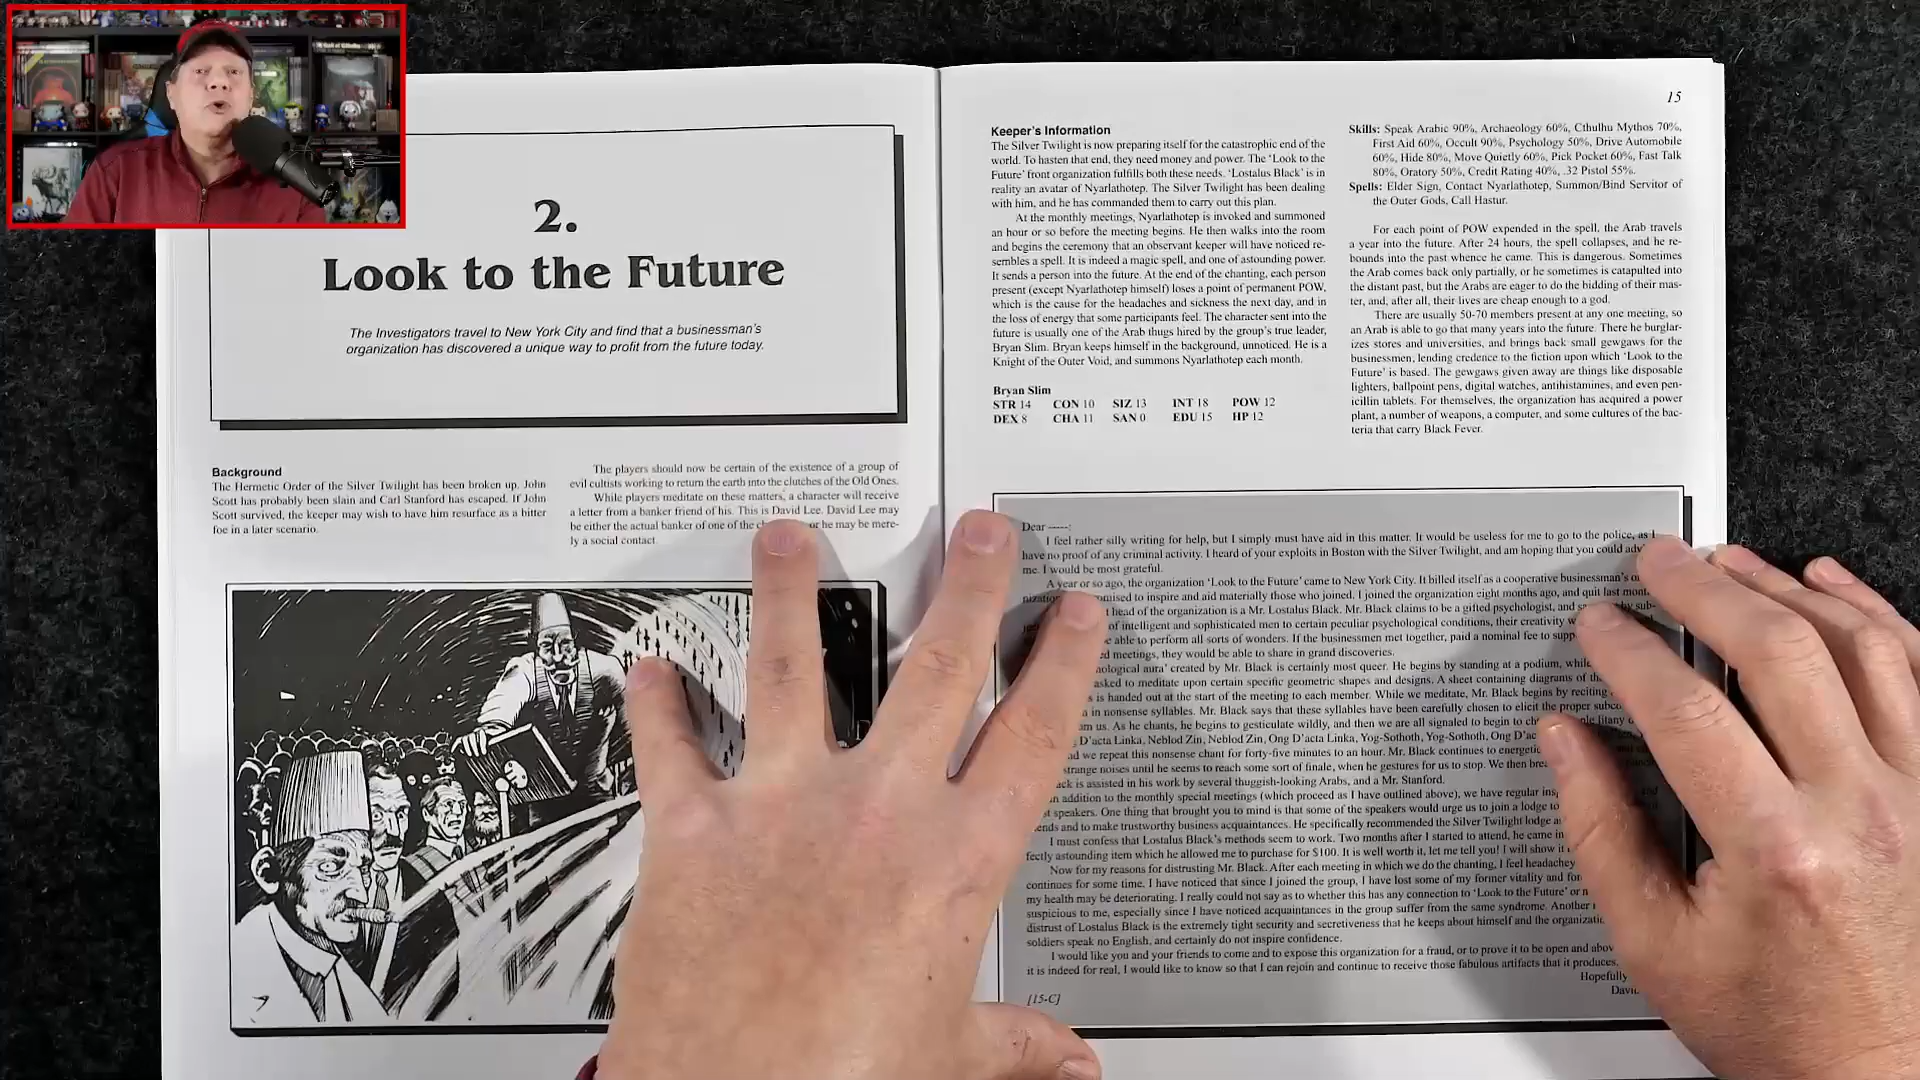 2.
Look to the Future
The Investigators travel to New York City and find that a businessman's
organization has discovered a unique way to profit from the future today.
Background
The Hermetic Order of the Silver Twilight has been broken up. John
Scott has probably been slain and Carl Stanford has escaped. If John
Scott survived, the keeper may wish to have him resurface as a bitter
foe in a later scenario.
The players should now be certain of the existence of a group of
evil cultists working to return the earth into the clutches of the Old Ones.
While players meditate on these matters, a character will receive
a letter from a banker friend of his. This is David Lee. David Lee may
be either the actual banker of one of the or he may be mere-
ly a social contact.
15
Keeper's Information
The Silver Twilight is now preparing itself for the catastrophic end of the
world. To hasten that end, they need money and power. The 'Look to the
Future' front organization fulfills both these needs. 'Lostalus Black' is in
reality an avatar of Nyarlathotep. The Silver Twilight has been dealing
with him, and he has commanded them to carry out this plan.
At the monthly meetings, Nyarlathotep is invoked and summoned
an hour or so before the meeting begins. He then walks into the room
and begins the ceremony that an observant keeper will have noticed re-
sembles a spell. It is indeed a magic spell, and one of astounding power.
It sends a person into the future. At the end of the chanting, each person
present (except Nyarlathotep himself) loses a point of permanent POW,
which is the cause for the headaches and sickness the next day, and in
the loss of energy that some participants feel. The character sent into the
future is usually one of the Arab thugs hired by the group's true leader,
Bryan Slim. Bryan keeps himself in the background, unnoticed. He is a
Knight of the Outer Void, and summons Nyarlathotep each month.
Bryan Slim
STR 14 CON 10 SIZ 13 INT 18 POW 12
DEX 8 CHA 11 SAN 0 EDU 15 HP 12
Skills: Speak Arabic 90%, Archaeology 60%, Cthulhu Mythos 70%,
First Aid 60%, Occult 90%, Psychology 50%, Drive Automobile
60%, Hide 80%, Move Quietly 60%, Pick Pocket 60%, Fast Talk
80%, Oratory 50%, Credit Rating 40%, .32 Pistol 55%.
Spells: Elder Sign, Contact Nyarlathotep, Summon/Bind Servitor of
the Outer Gods, Call Hastur.
For each point of POW expended in the spell, the Arab travels
a year into the future. After 24 hours, the spell collapses, and he re-
bounds into the past whence he came. This is dangerous. Sometimes
the Arab comes back only partially, or he sometimes is catapulted into
the distant past, but the Arabs are eager to do the bidding of their mas-
ter, and, after all, their lives are cheap enough to a god.
There are usually 50-70 members present at any one meeting, so
an Arab is able to go that many years into the future. There he burglar-
izes stores and universities, and brings back small gewgaws for the
businessmen, lending credence to the fiction upon which 'Look to the
Future' is based. The gewgaws given away are things like disposable
lighters, ballpoint pens, digital watches, antihistamines, and even pen-
icillin tablets. For themselves, the organization has acquired a power
plant, a number of weapons, a computer, and some cultures of the bac-
teria that carry Black Fever.
Dear -----:
I feel rather silly writing for help, but I simply must have aid in this matter. It would be useless for me to go to the police, as I
have no proof of any criminal activity. I heard of your exploits in Boston with the Silver Twilight, and am hoping that you could
me. I would be most grateful.
A year or so ago, the organization 'Look to the Future' came to New York City. It billed itself as a cooperative businessman's
to inspire and aid materially those who joined. I joined the organization eight months ago, and quit last
head of the organization is a Mr. Lostalus Black. Mr. Black claims to be a gifted psychologist, and by sub-
of intelligent and sophisticated men to certain peculiar psychological conditions, their creativity
able to perform all sorts of wonders. If the businessmen met together, paid a nominal fee to
meetings, they would be able to share in grand discoveries.
aura' created by Mr. Black is certainly most queer. He begins by standing at a podium, while
asked to meditate upon certain specific geometric shapes and designs. A sheet containing diagrams of
is handed out at the start of the meeting to each member. While we meditate, Mr. Black begins by reciting
in nonsense syllables. Mr. Black says that these syllables have been carefully chosen to elicit the proper
us. As he chants, he begins to gesticulate wildly, and then we are all signaled to begin to litany
D'acta Linka, Neblod Zin, Neblod Zin, Ong D'acta Linka, Yog-Sothoth, Yog-Sothoth, Ong
we repeat this nonsense chant for forty-five minutes to an hour. Mr. Black continues to
strange noises until he seems to reach some sort of finale, when he gestures for us to stop. We then
is assisted in his work by several thuggish-looking Arabs, and a Mr. Stanford.
addition to the monthly special meetings (which proceed as I have outlined above), we have regular
speakers. One thing that brought you to mind is that some of the speakers would urge us to join a lodge to
and to make trustworthy business acquaintances. He specifically recommended the Silver Twilight lodge
I must confess that Lostalus Black's methods seem to work. Two months after I started to attend, he came in
astounding item which he allowed me to purchase for $100. It is well worth it, let me tell you! I will show it
Now for my reasons for distrusting Mr. Black. After each meeting in which we do the chanting, I feel headachey
continues for some time. I have noticed that since I joined the group, I have lost some of my former vitality and
my health may be deteriorating. I really could not say as to whether this has any connection to 'Look to the Future' or
suspicious to me, especially since I have noticed acquaintances in the group suffer from the same syndrome. Another
distrust of Lostalus Black is the extremely tight security and secretiveness that he keeps about himself and the
soldiers speak no English, and certainly do not inspire confidence.
I would like you and your friends to come and to expose this organization for a fraud, or to prove it to be open and
it is indeed for real, I would like to know so that I can rejoin and continue to receive those fabulous artifacts that it produces.
Hopefully
[15-C]